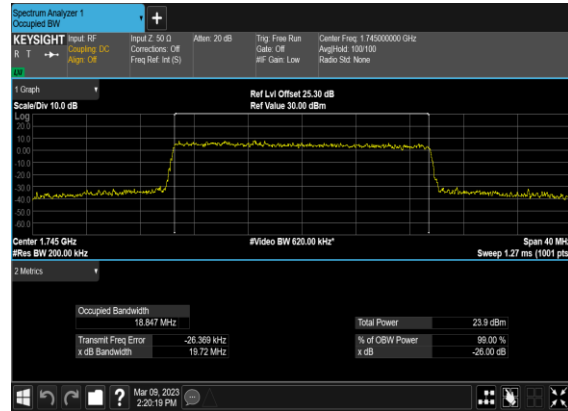 Spectrum Analyzer 1
Occupied BW
+
KEYSIGHT Input: RF Input Z: 50 Ω Atten: 20 dB Trig: Free Run Center Freq: 1.745000000 GHz
R T Coupling: DC Corrections: Off Gate: Off Avg|Hold: 100/100
Align: Off Freq Ref: Int (S) #IF Gain: Low Radio Std: None
1 Graph Ref Lvl Offset 25.30 dB
Scale/Div 10.0 dB Ref Value 30.00 dBm
Log
20.0
10.0
0.00
-10.0
-20.0
-30.0
-40.0
-50.0
-60.0
Center 1.745 GHz #Video BW 620.00 kHz* Span 40 MHz
#Res BW 200.00 kHz Sweep 1.27 ms (1001 pts
2 Metrics
Occupied Bandwidth
18.847 MHz Total Power 23.9 dBm
Transmit Freq Error -26.369 kHz % of OBW Power 99.00 %
x dB Bandwidth 19.72 MHz x dB -26.00 dB
? Mar 09, 2023
2:20:19 PM